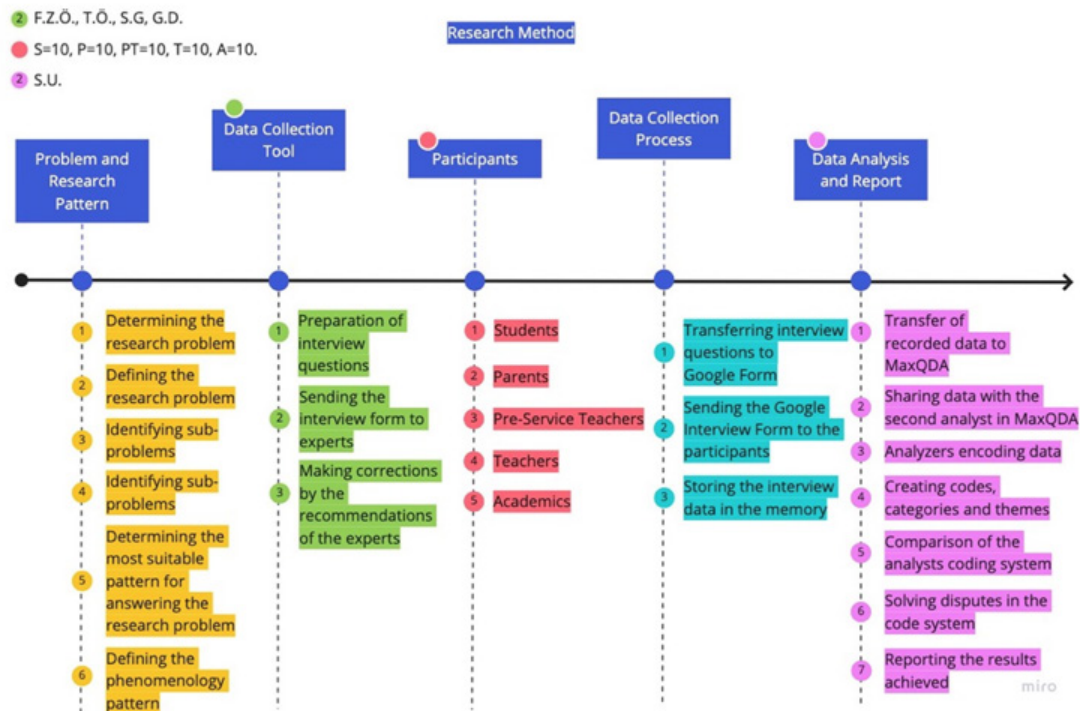 2 F.Z.Ö., T.Ö., S.G, G.D.
S=10, P=10, PT=10, T=10, A=10.
2 S.U.
Research Method
Problem and
Research
Pattern
Data Collection
Tool
Participants
Data Collection
Process
Data Analysis
and Report
1 Determining the
research problem
2 Defining the
research problem
3 Identifying sub-
problems
4 Identifying sub-
problems
5 Determining the
most suitable
pattern for
answering the
research problem
6 Defining the
phenomenology
pattern
1 Preparation of
interview
questions
2 Sending the
interview form to
experts
3 Making corrections
by the
recommendations
of the experts
1 Students
2 Parents
3 Pre-Service Teachers
4 Teachers
5 Academics
1 Transferring interview
questions to
Google Form
2 Sending the Google
Interview Form to the
participants
3 Storing the interview
data in the memory
1 Transfer of
recorded data to
MaxQDA
2 Sharing data with the
second analyst in MaxQDA
3 Analyzers encoding data
4 Creating codes,
categories and themes
5 Comparison of the
analysts coding system
6 Solving disputes in the
code system
7 Reporting the results
achieved
miro